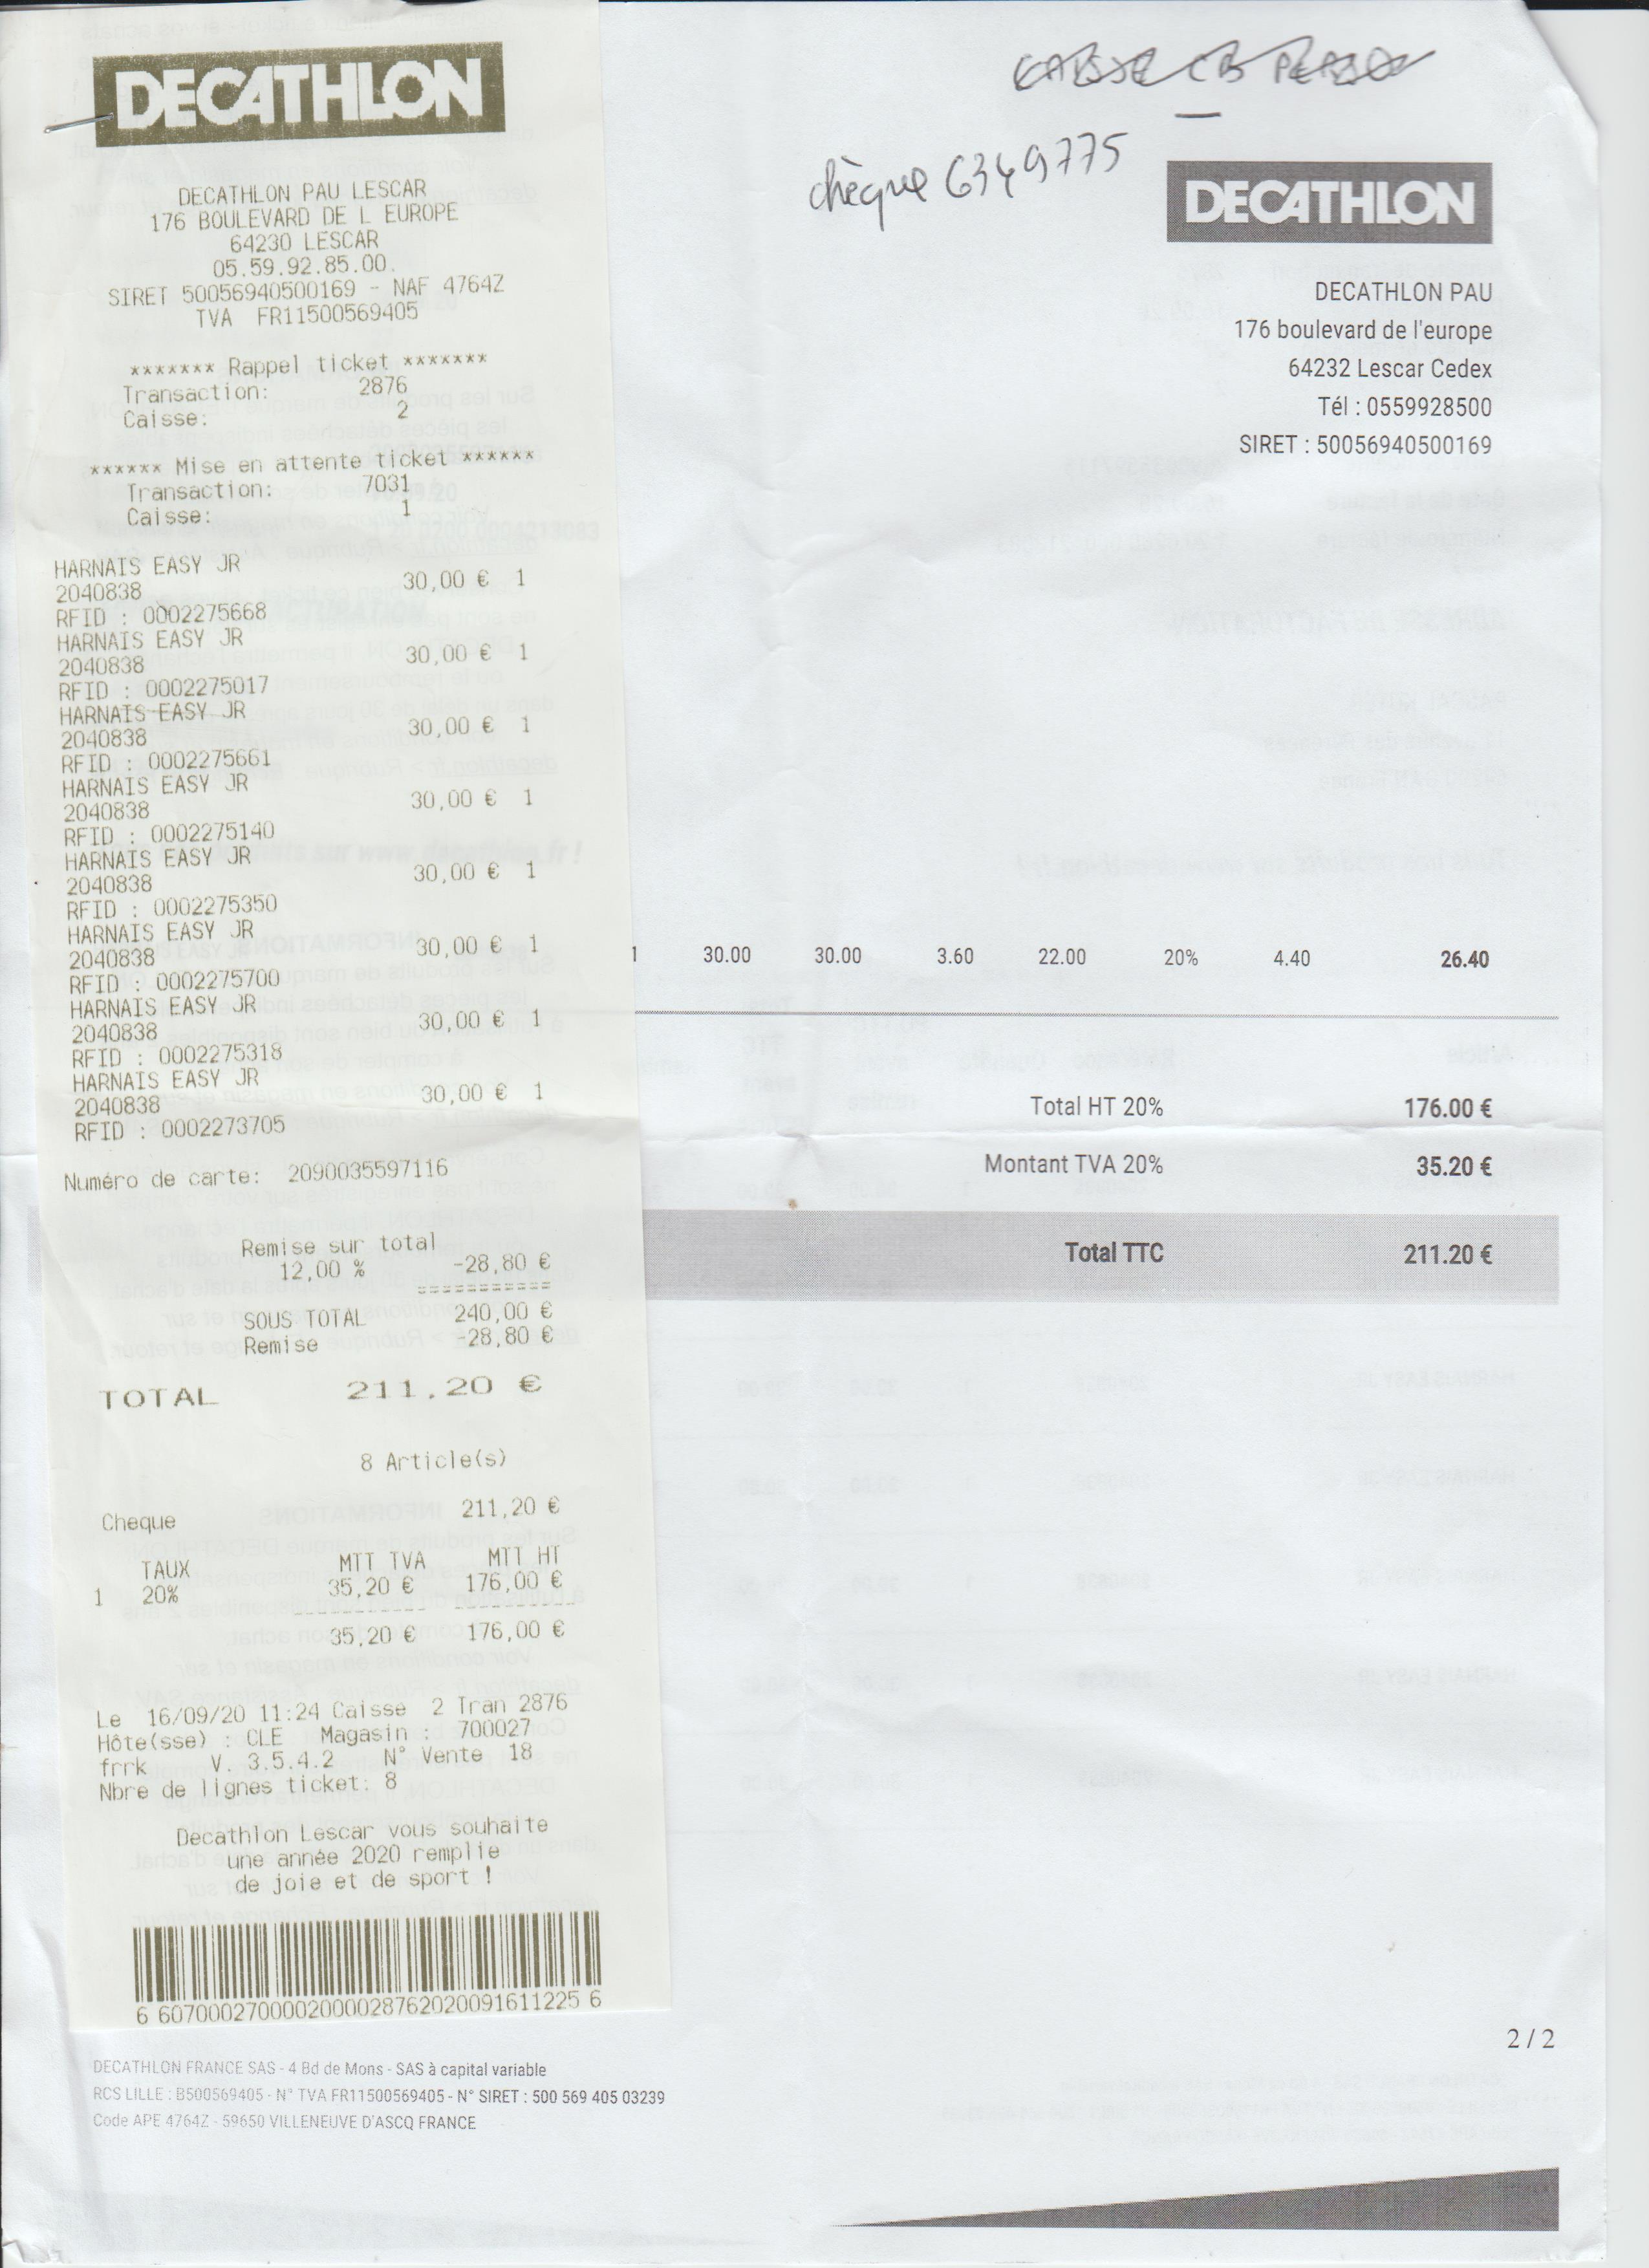 DECATHLON
DECATHLON PAU LESCAR
176 BOULEVARD DE L EUROPE
64230 LESCAR
05.59.92.85.00.
SIRET 50056940500169 - NAF 4764Z
TVA FR11500569405
******* Rappel ticket *******
Transaction: 2876
Caisse: 2
****** Mise en attente ticket ******
Transaction: 7031
Caisse: 1
HARNAIS EASY JR
2040838 30,00 € 1
RFID : 0002275668
HARNAIS EASY JR
2040838 30,00 € 1
RFID : 0002275017
HARNAIS EASY JR
2040838 30,00 € 1
RFID : 0002275661
HARNAIS EASY JR
2040838 30,00 € 1
RFID : 0002275140
HARNAIS EASY JR
2040838 30,00 € 1
RFID : 0002275350
HARNAIS EASY JR
2040838 30,00 € 1
RFID : 0002275700
HARNAIS EASY JR
2040838 30,00 € 1
RFID : 0002275318
HARNAIS EASY JR
2040838 30,00 € 1
RFID : 0002273705
Numéro de carte: 2090035597116
Remise sur total
12,00 % -28,80 €
===========
SOUS TOTAL 240,00 €
Remise -28,80 €
TOTAL 211,20 €
8 Article(s)
Cheque 211,20 €
TAUX MTT TVA MTT HT
1 20% 35,20 € 176,00 €
35,20 € 176,00 €
Le 16/09/20 11:24 Caisse 2 Tran 2876
Hôte(sse) : CLE Magasin : 700027
frrk V. 3.5.4.2 N° Vente 18
Nbre de lignes ticket: 8
Decathlon Lescar vous souhaite
une année 2020 remplie
de joie et de sport !
6 6070002700002000028762020091611225 6
chèque 6349775
DECATHLON
DECATHLON PAU
176 boulevard de l'europe
64232 Lescar Cedex
Tél : 0559928500
SIRET : 50056940500169
1 30.00 30.00 3.60 22.00 20% 4.40 26.40
Total HT 20% 176.00 €
Montant TVA 20% 35.20 €
Total TTC 211.20 €
2 / 2
DECATHLON FRANCE SAS - 4 Bd de Mons - SAS à capital variable
RCS LILLE : B500569405 - N° TVA FR11500569405 - N° SIRET : 500 569 405 03239
Code APE 4764Z - 59650 VILLENEUVE D'ASCQ FRANCE